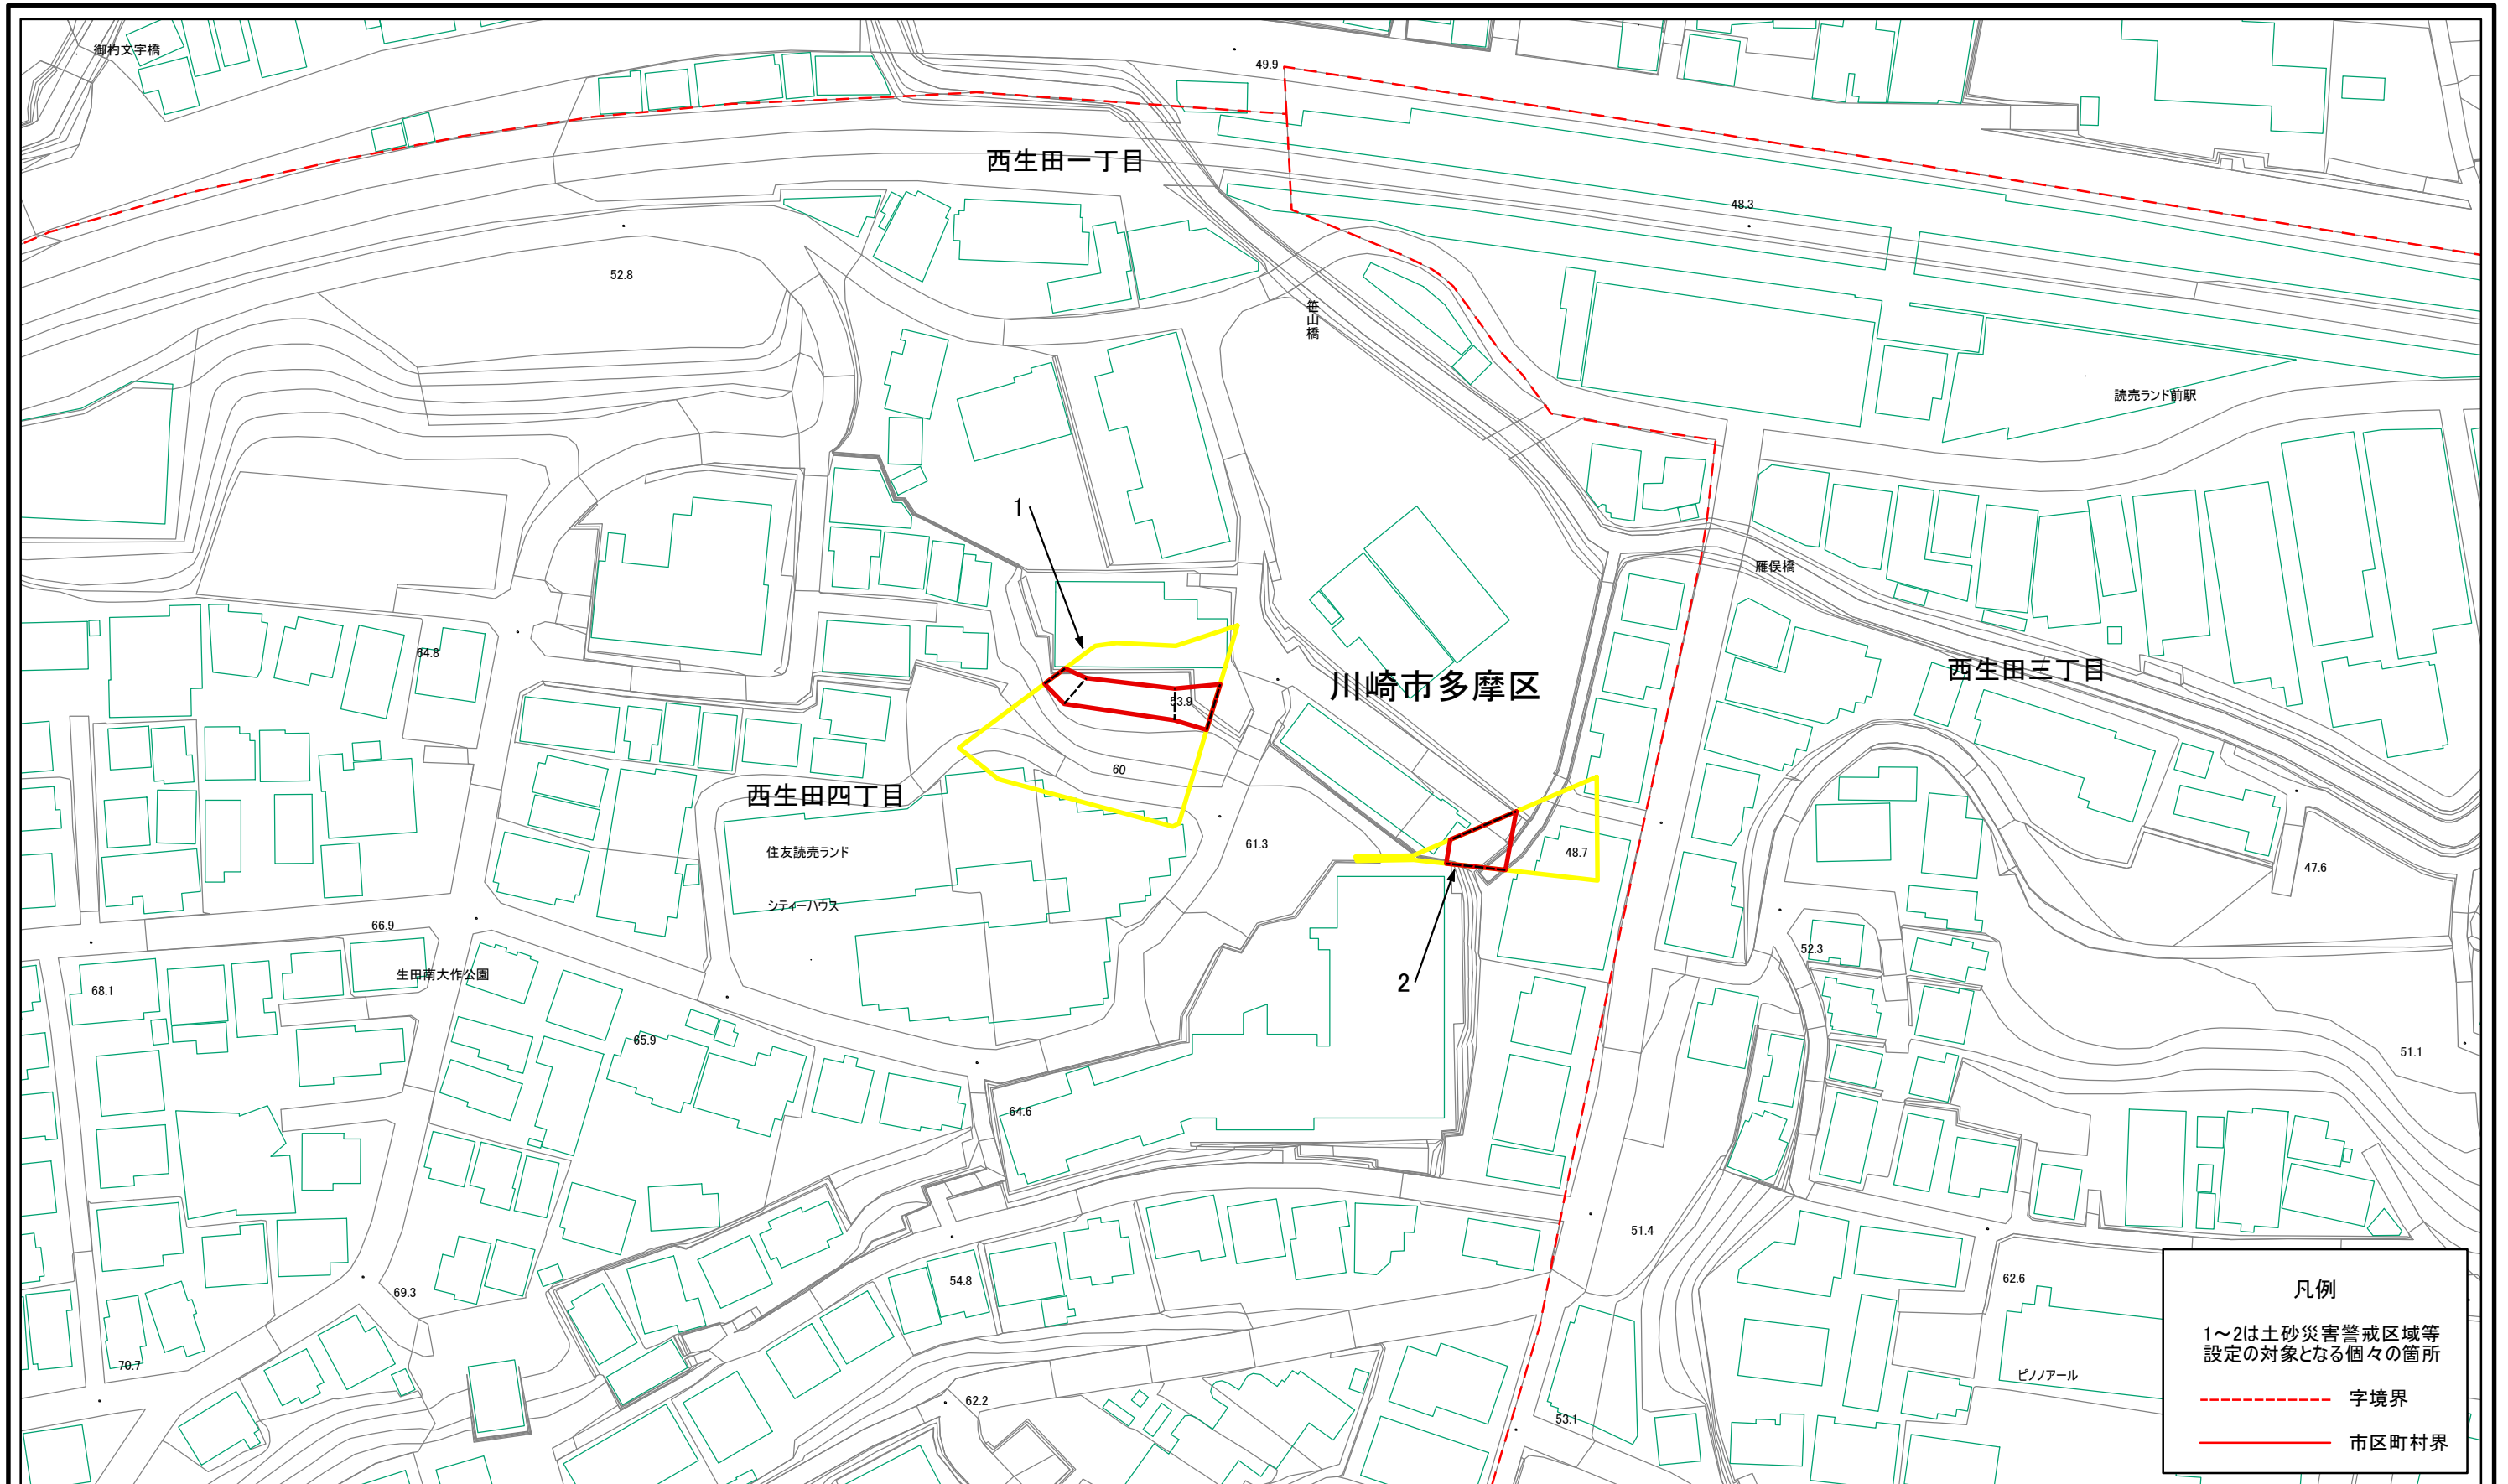 御杓文字橋
49.9
西生田一丁目
48.3
52.8
笹山橋
読売ランド前駅
1
雁俣橋
64.8
川崎市多摩区
西生田三丁目
53.9
60
西生田四丁目
61.3
住友読売ランド
48.7
47.6
シティーハウス
66.9
52.3
生田南大作公園
68.1
2
65.9
51.1
64.6
51.4
54.8
62.6
69.3
凡例
1～2は土砂災害警戒区域等
設定の対象となる個々の箇所
字境界
市区町村界
70.7
ピノノアール
62.2
53.1